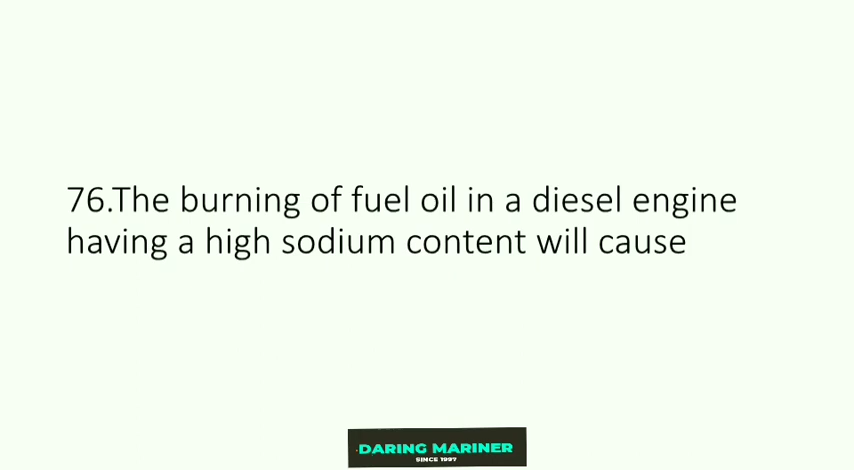 76.The burning of fuel oil in a diesel engine
having a high sodium content will cause
DARING MARINER
SINCE 1997